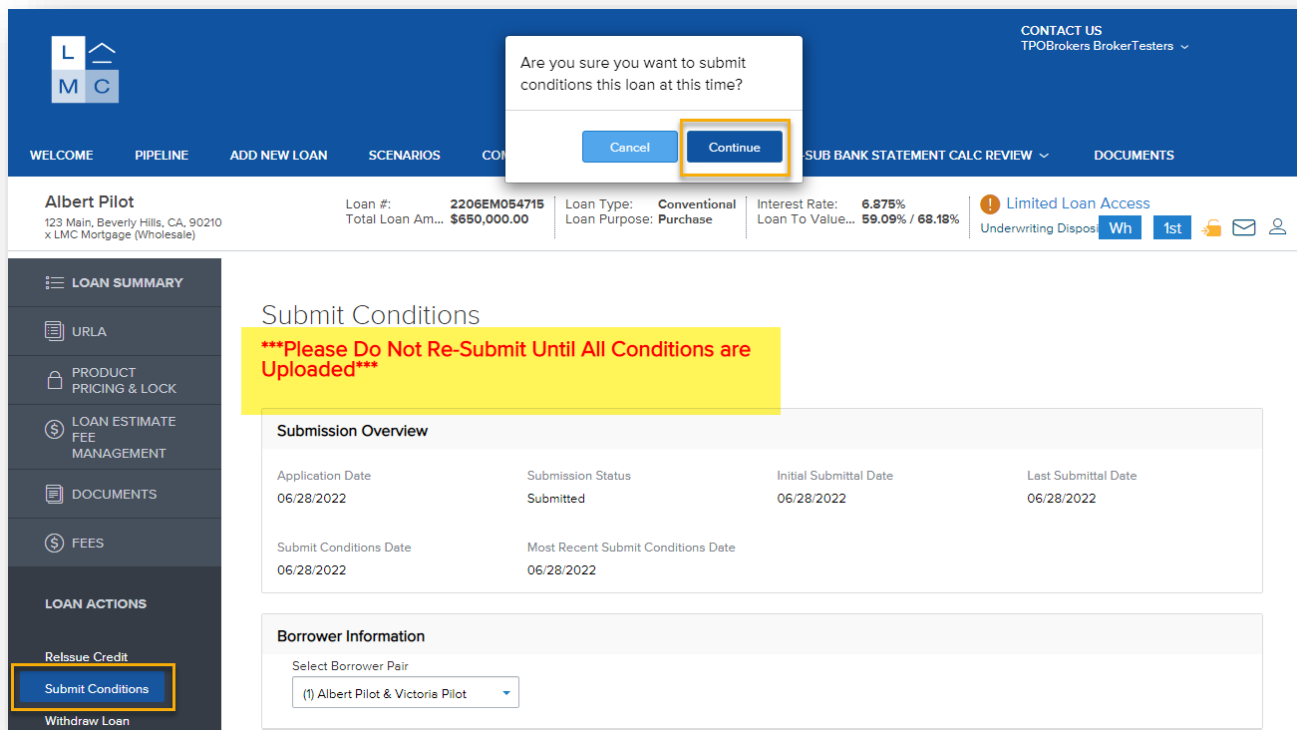 L
M C
CONTACT US
TPOBrokers BrokerTesters
Are you sure you want to submit
conditions this loan at this time?
Cancel
Continue
WELCOME
PIPELINE
ADD NEW LOAN
SCENARIOS
-SUB BANK STATEMENT CALC REVIEW
DOCUMENTS
Albert Pilot
123 Main, Beverly Hills, CA, 90210
x LMC Mortgage (Wholesale)
Loan #: 2206EM054715
Total Loan Am... $650,000.00
Loan Type: Conventional
Loan Purpose: Purchase
Interest Rate: 6.875%
Loan To Value... 59.09% / 68.18%
Limited Loan Access
Underwriting Disposi Wh 1st
LOAN SUMMARY
URLA
PRODUCT
PRICING & LOCK
LOAN ESTIMATE
FEE
MANAGEMENT
DOCUMENTS
FEES
LOAN ACTIONS
ReIssue Credit
Submit Conditions
Withdraw Loan
Submit Conditions
***Please Do Not Re-Submit Until All Conditions are
Uploaded***
Submission Overview
Application Date
06/28/2022
Submission Status
Submitted
Initial Submittal Date
06/28/2022
Last Submittal Date
06/28/2022
Submit Conditions Date
06/28/2022
Most Recent Submit Conditions Date
06/28/2022
Borrower Information
Select Borrower Pair
(1) Albert Pilot & Victoria Pilot